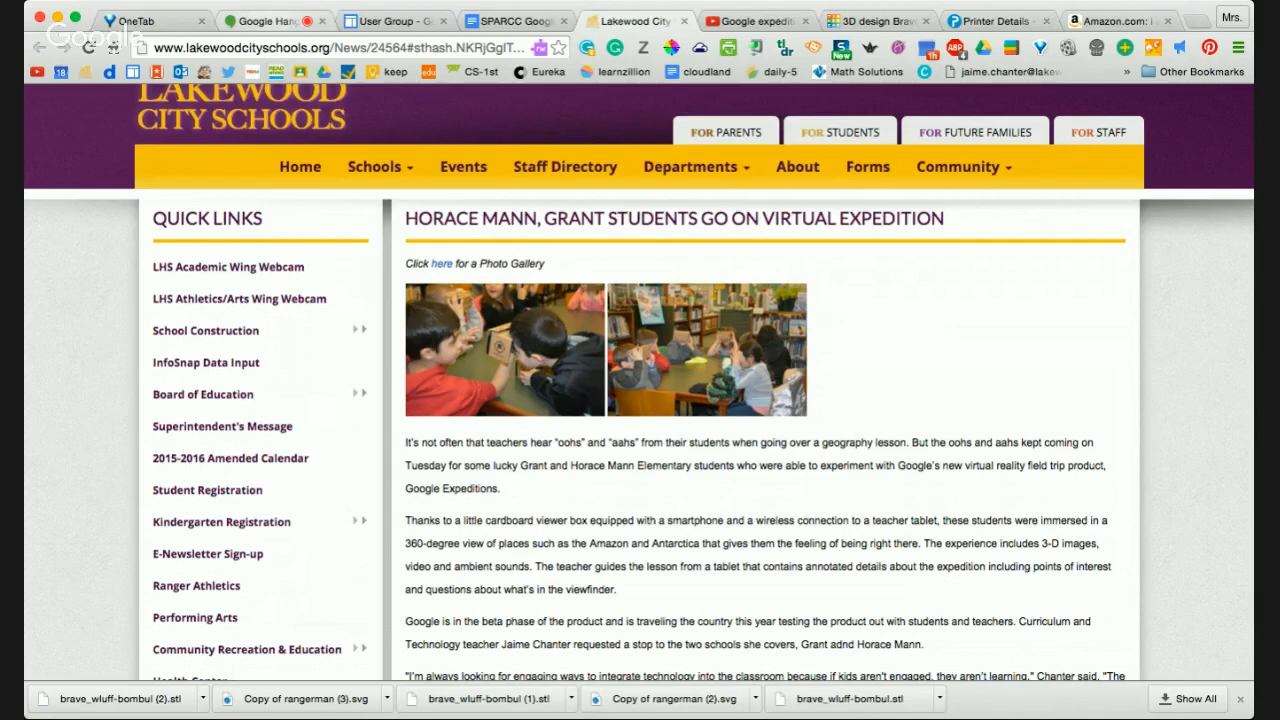 OneTab
Google Han
User Group - G
SPARCC Goog
Lakewood City
Google expedi
3D design Brav
Printer Details -
Amazon.com: i
Mrs.
Google
www.lakewoodcityschools.org/News/24564#sthash.NKRjGgIT...
keep
CS-1st
Eureka
learnzillion
cloudland
daily-5
Math Solutions
jaime.chanter@lakew
»
Other Bookmarks
LAKEWOOD
CITY SCHOOLS
FOR PARENTS
FOR STUDENTS
FOR FUTURE FAMILIES
FOR STAFF
Home
Schools
Events
Staff Directory
Departments
About
Forms
Community
QUICK LINKS
LHS Academic Wing Webcam
LHS Athletics/Arts Wing Webcam
School Construction
InfoSnap Data Input
Board of Education
Superintendent's Message
2015-2016 Amended Calendar
Student Registration
Kindergarten Registration
E-Newsletter Sign-up
Ranger Athletics
Performing Arts
Community Recreation & Education
Health Center
HORACE MANN, GRANT STUDENTS GO ON VIRTUAL EXPEDITION
Click here for a Photo Gallery
It's not often that teachers hear “oohs” and “aahs” from their students when going over a geography lesson. But the oohs and aahs kept coming on
Tuesday for some lucky Grant and Horace Mann Elementary students who were able to experiment with Google's new virtual reality field trip product,
Google Expeditions.
Thanks to a little cardboard viewer box equipped with a smartphone and a wireless connection to a teacher tablet, these students were immersed in a
360-degree view of places such as the Amazon and Antarctica that gives them the feeling of being right there. The experience includes 3-D images,
video and ambient sounds. The teacher guides the lesson from a tablet that contains annotated details about the expedition including points of interest
and questions about what's in the viewfinder.
Google is in the beta phase of the product and is traveling the country this year testing the product out with students and teachers. Curriculum and
Technology teacher Jaime Chanter requested a stop to the two schools she covers, Grant adnd Horace Mann.
"I'm always looking for engaging ways to integrate technology into the classroom because if kids aren't engaged, they aren't learning," Chanter said. "The
brave_wluff-bombul (2).stl
Copy of rangerman (3).svg
brave_wluff-bombul (1).stl
Copy of rangerman (2).svg
brave_wluff-bombul.stl
Show All